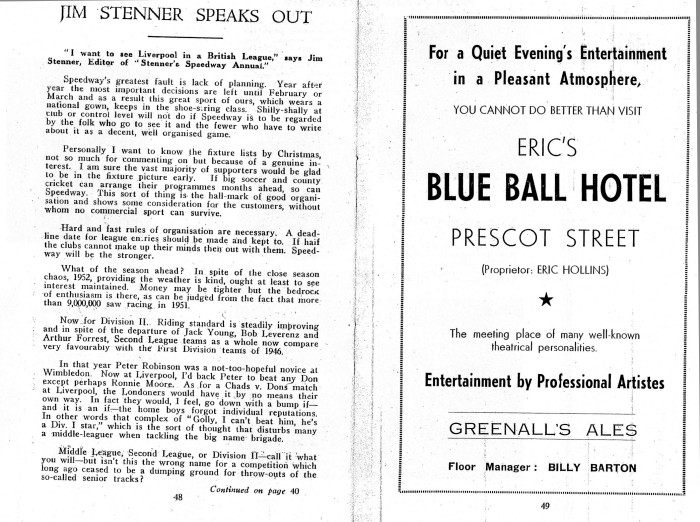 JIM STENNER SPEAKS OUT
"I want to see Liverpool in a British League," says Jim
Stenner, Editor of "Stenner's Speedway Annual."
Speedway's greatest fault is lack of planning. Year after
year the most important decisions are left until February or
March and as a result this great sport of ours, which wears a
national gown, keeps in the shoe-string class. Shilly-shally at
club or control level will not do if Speedway is to be regarded
by the folk who go to see it and the fewer who have to write
about it as a decent, well organised game.
Personally I want to know the fixture lists by Christmas,
not so much for commenting on but because of a genuine in-
terest. I am sure the vast majority of supporters would be glad
to be in the fixture picture early. If big soccer and county
cricket can arrange their programmes months ahead, so can
Speedway. This sort of thing is the hall-mark of good organi-
sation and shows some consideration for the customers, without
whom no commercial sport can survive.
Hard and fast rules of organisation are necessary. A dead-
line date for league entries should be made and kept to. If half
the clubs cannot make up their minds then out with them. Speed-
way will be the stronger.
What of the season ahead? In spite of the close season
chaos, 1952, providing the weather is kind, ought at least to see
interest maintained. Money may be tighter but the bedrock
of enthusiasm is there, as can be judged from the fact that more
than 9,000,000 saw racing in 1951.
Now for Division II. Riding standard is steadily improving
and in spite of the departure of Jack Young, Bob Leverenz and
Arthur Forrest, Second League teams as a whole now compare
very favourably with the First Division teams of 1946.
In that year Peter Robinson was a not-too-hopeful novice at
Wimbledon. Now at Liverpool, I'd back Peter to beat any Don
except perhaps Ronnie Moore. As for a Chads v. Dons match
at Liverpool, the Londoners would have it by no means their
own way. In fact they would, I feel, go down with a bump if—
and it is an if—the home boys forgot individual reputations.
In other words that complex of "Golly, I can't beat him, he's
a Div. I star," which is the sort of thought that disturbs many
a middle-leaguer when tackling the big name brigade.
Middle League, Second League, or Division II—call it what
you will—but isn't this the wrong name for a competition which
long ago ceased to be a dumping ground for throw-outs of the
so-called senior tracks?
Continued on page 40
48
For a Quiet Evening's Entertainment
in a Pleasant Atmosphere,
YOU CANNOT DO BETTER THAN VISIT
ERIC'S
BLUE BALL HOTEL
PRESCOT STREET
(Proprietor: ERIC HOLLINS)
★
The meeting place of many well-known
theatrical personalities.
Entertainment by Professional Artistes
GREENALL'S ALES
Floor Manager : BILLY BARTON
49